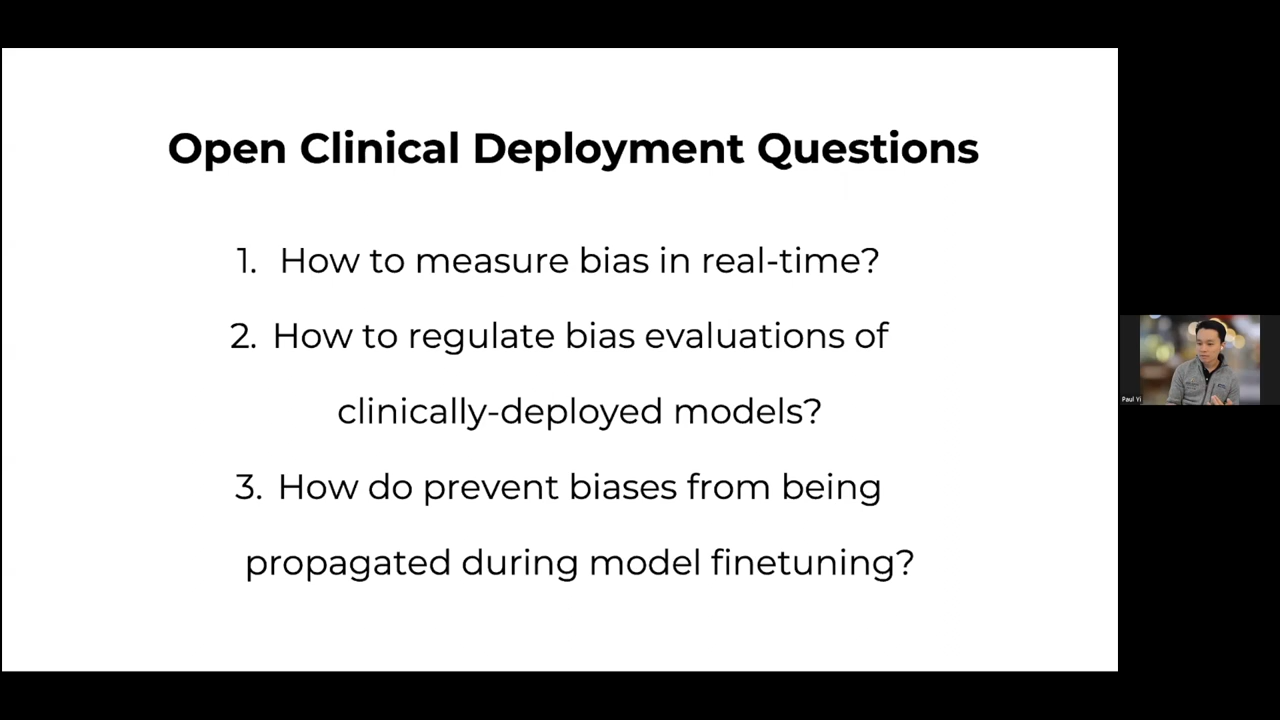 Open Clinical Deployment Questions
1. How to measure bias in real-time?
2. How to regulate bias evaluations of
clinically-deployed models?
3. How do prevent biases from being
propagated during model finetuning?
Paul Yi